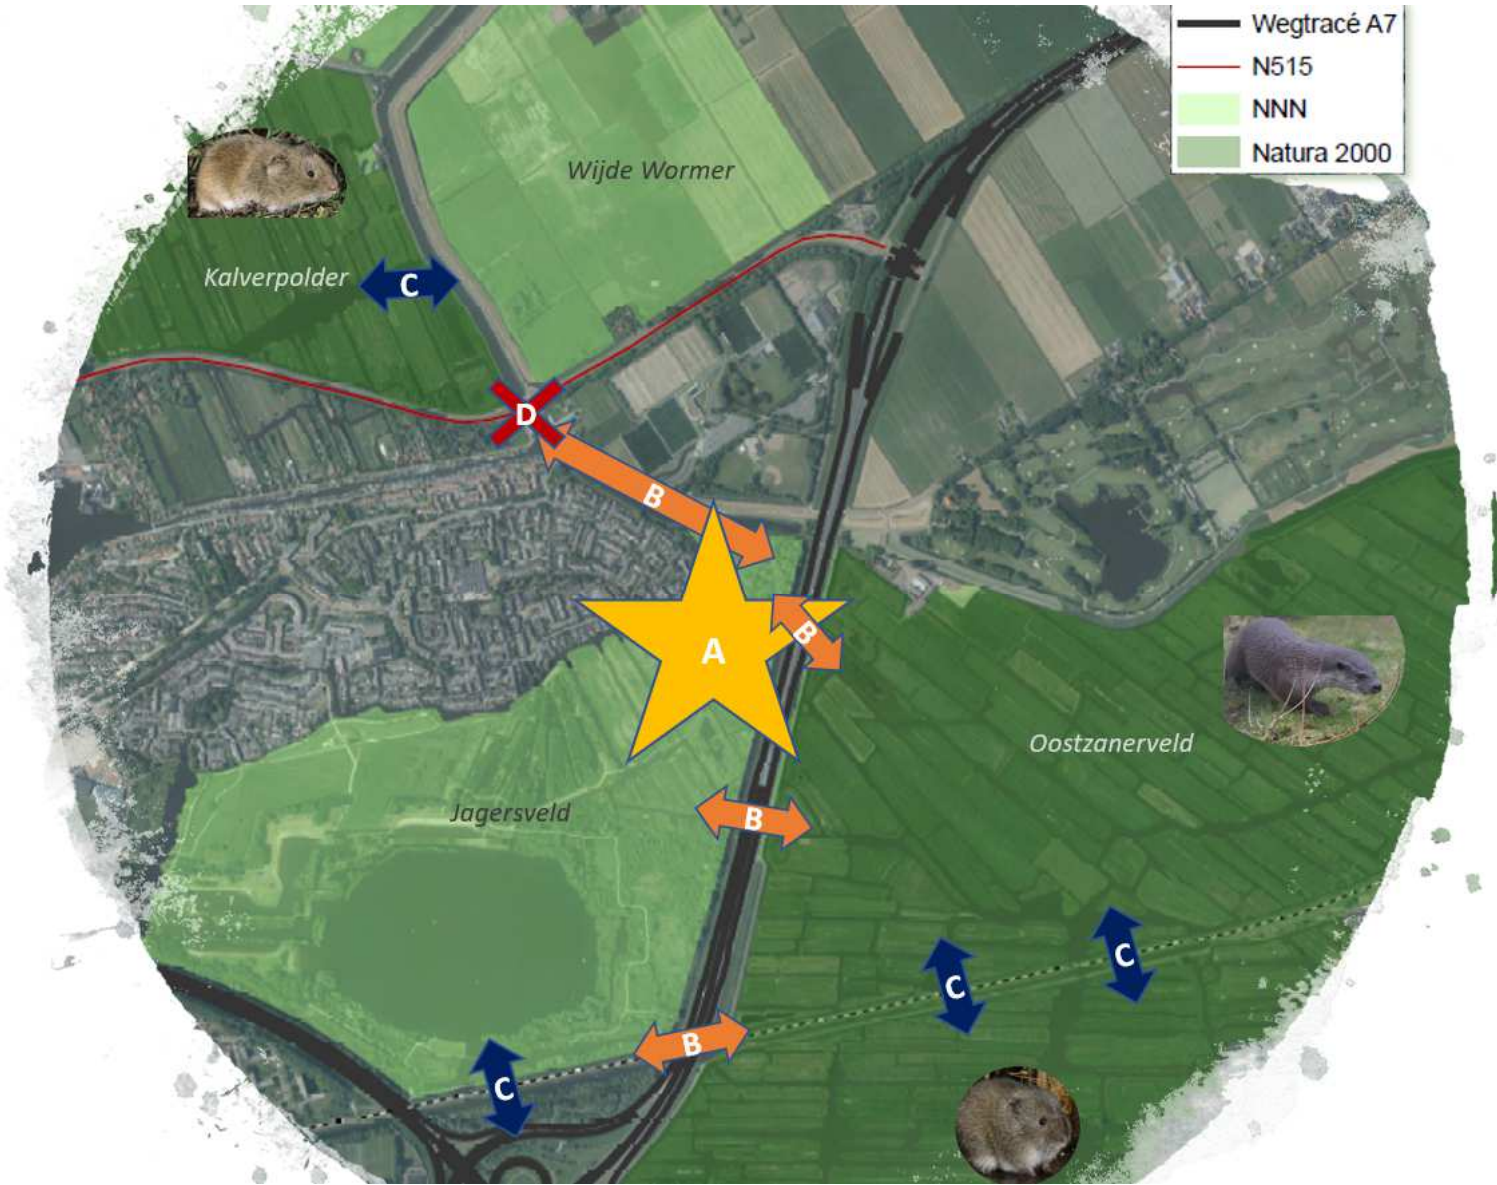 Wegtracé A7
N515
NNN
Natura 2000
Wijde Wormer
Kalverpolder
C
D
B
A
B
Oostzanerveld
Jagersveld
B
C
C
B
C